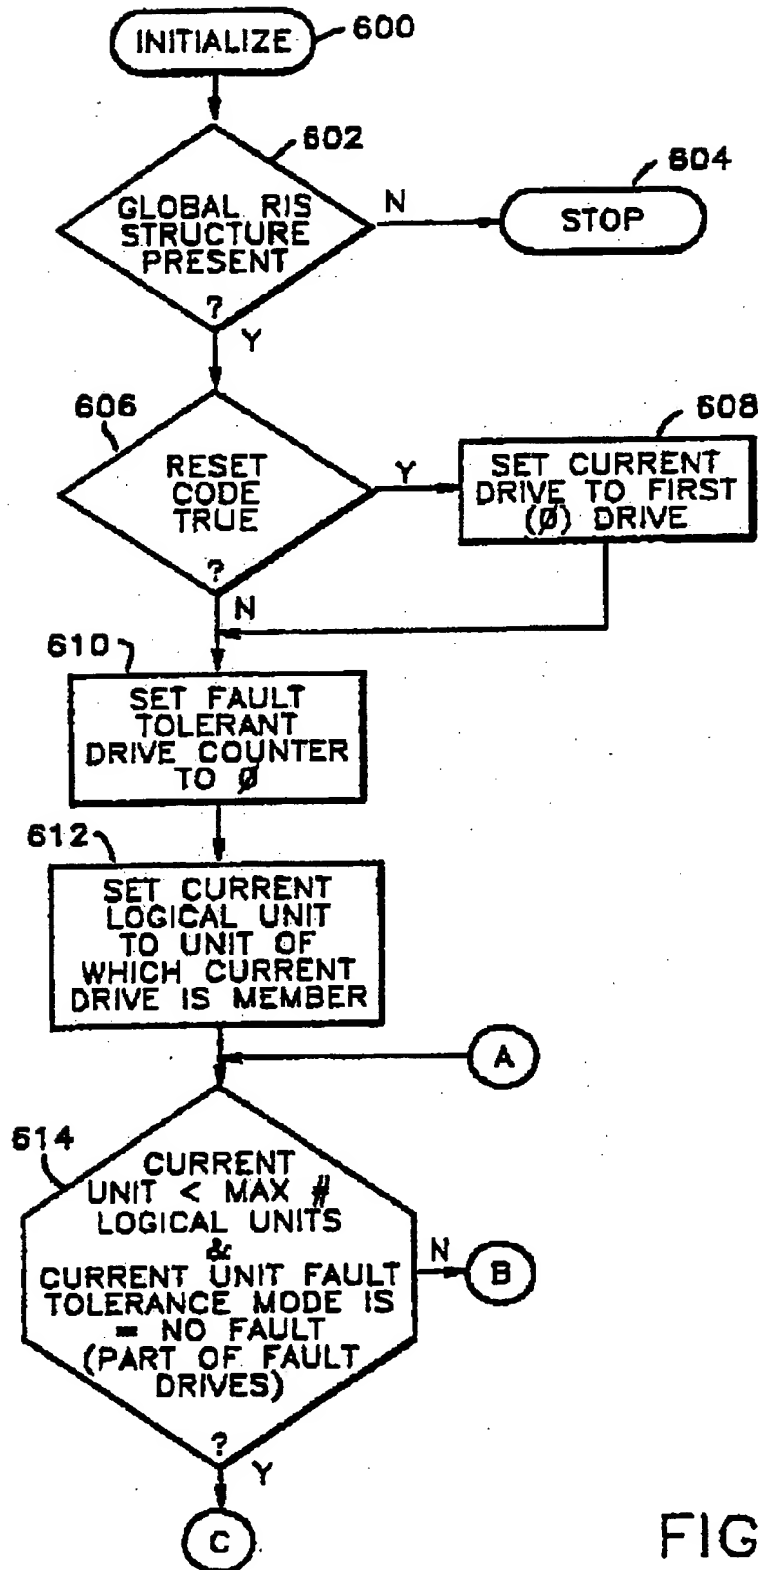 INITIALIZE
600
602
GLOBAL RIS
STRUCTURE
PRESENT
?
N
Y
604
STOP
606
RESET
CODE
TRUE
?
Y
N
608
SET CURRENT
DRIVE TO FIRST
(Ø) DRIVE
610
SET FAULT
TOLERANT
DRIVE COUNTER
TO Ø
612
SET CURRENT
LOGICAL UNIT
TO UNIT OF
WHICH CURRENT
DRIVE IS MEMBER
A
614
CURRENT
UNIT < MAX #
LOGICAL UNITS
&
CURRENT UNIT FAULT
TOLERANCE MODE IS
= NO FAULT
(PART OF FAULT
DRIVES)
?
N
B
Y
C
FIG